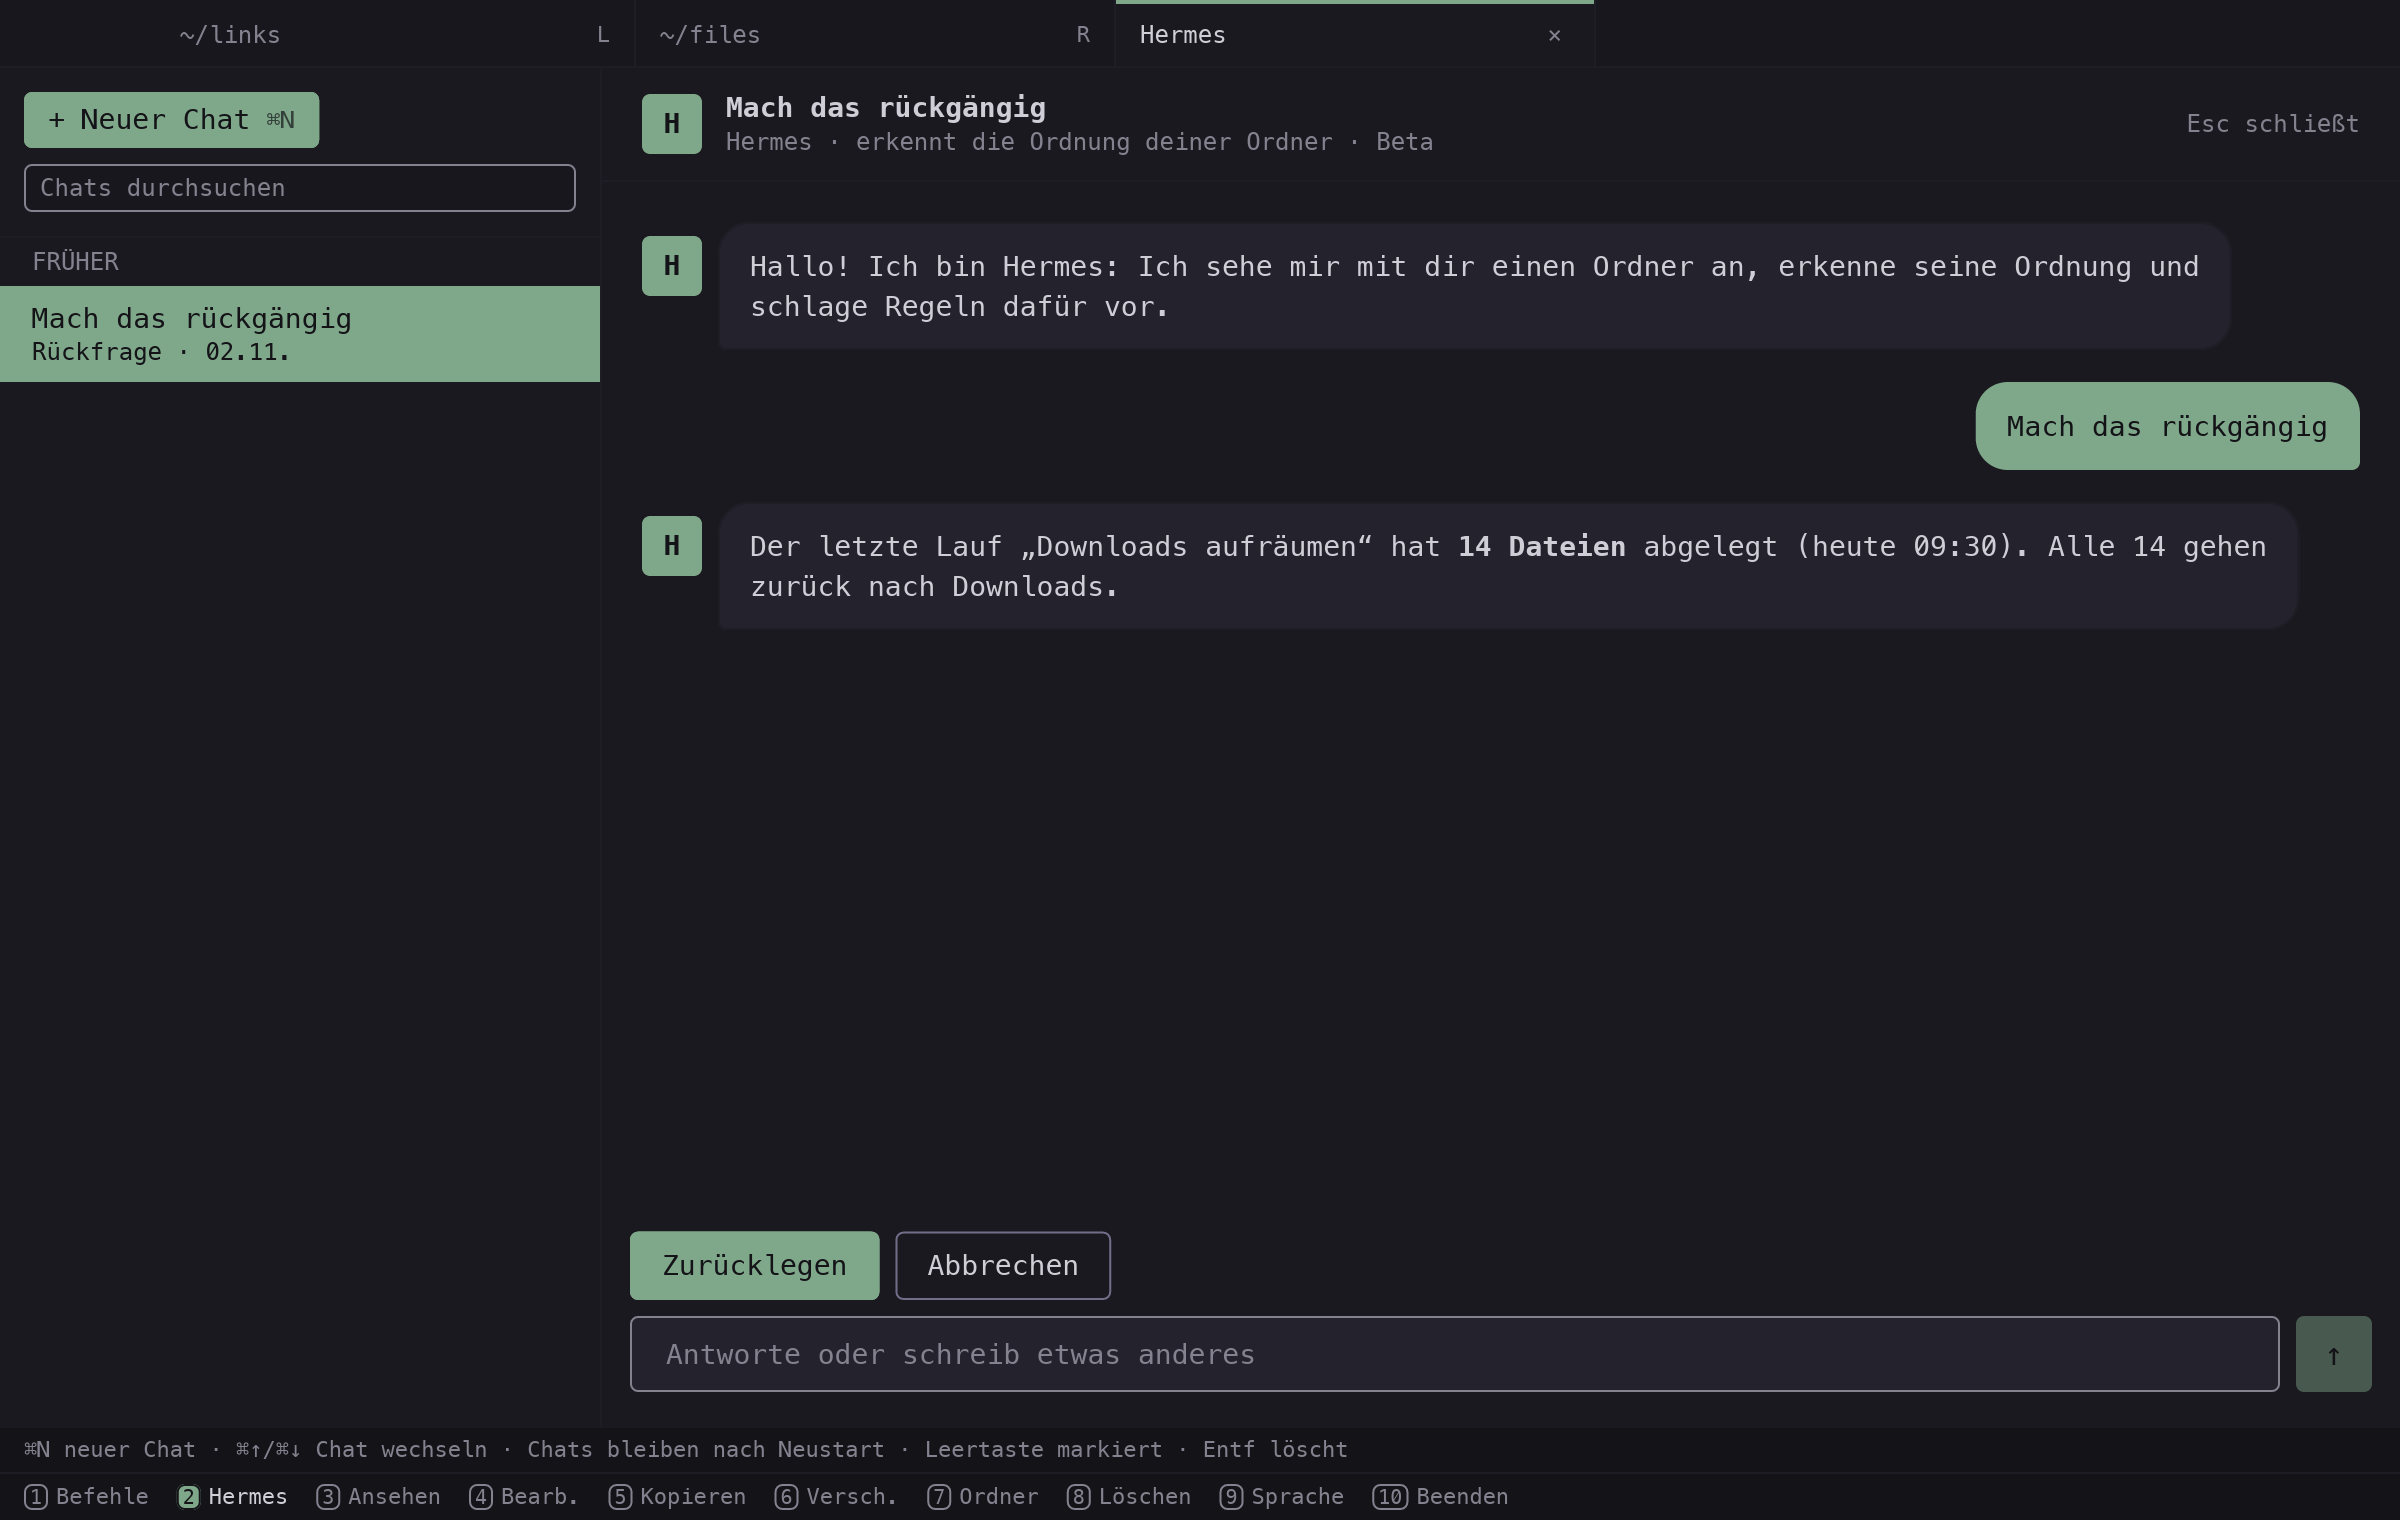 ~/links L ~/files R Hermes ×
+ Neuer Chat ⌘N
Chats durchsuchen
FRÜHER
Mach das rückgängig
Rückfrage · 02.11.
H
Mach das rückgängig
Hermes · erkennt die Ordnung deiner Ordner · Beta
Esc schließt
H
Hallo! Ich bin Hermes: Ich sehe mir mit dir einen Ordner an, erkenne seine Ordnung und
schlage Regeln dafür vor.
Mach das rückgängig
H
Der letzte Lauf „Downloads aufräumen“ hat 14 Dateien abgelegt (heute 09:30). Alle 14 gehen
zurück nach Downloads.
Zurücklegen Abbrechen
Antworte oder schreib etwas anderes ↑
⌘N neuer Chat · ⌘↑/⌘↓ Chat wechseln · Chats bleiben nach Neustart · Leertaste markiert · Entf löscht
1 Befehle 2 Hermes 3 Ansehen 4 Bearb. 5 Kopieren 6 Versch. 7 Ordner 8 Löschen 9 Sprache 10 Beenden